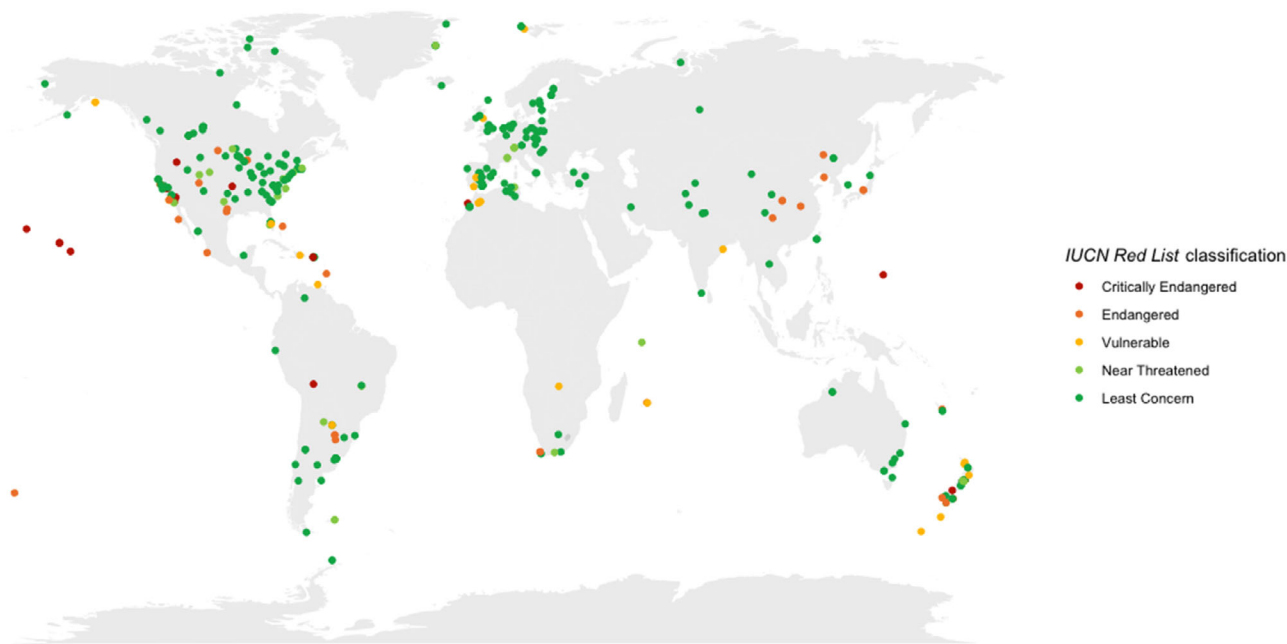 IUCN Red List classification
Critically Endangered
Endangered
Vulnerable
Near Threatened
Least Concern